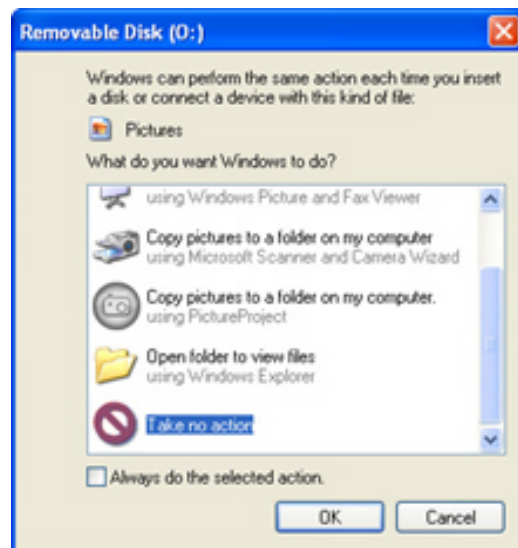 Removable Disk (O:)
Windows can perform the same action each time you insert
a disk or connect a device with this kind of file:
Pictures
What do you want Windows to do?
using Windows Picture and Fax Viewer
Copy pictures to a folder on my computer
using Microsoft Scanner and Camera Wizard
Copy pictures to a folder on my computer.
using PictureProject
Open folder to view files
using Windows Explorer
Take no action
Always do the selected action.
OK
Cancel